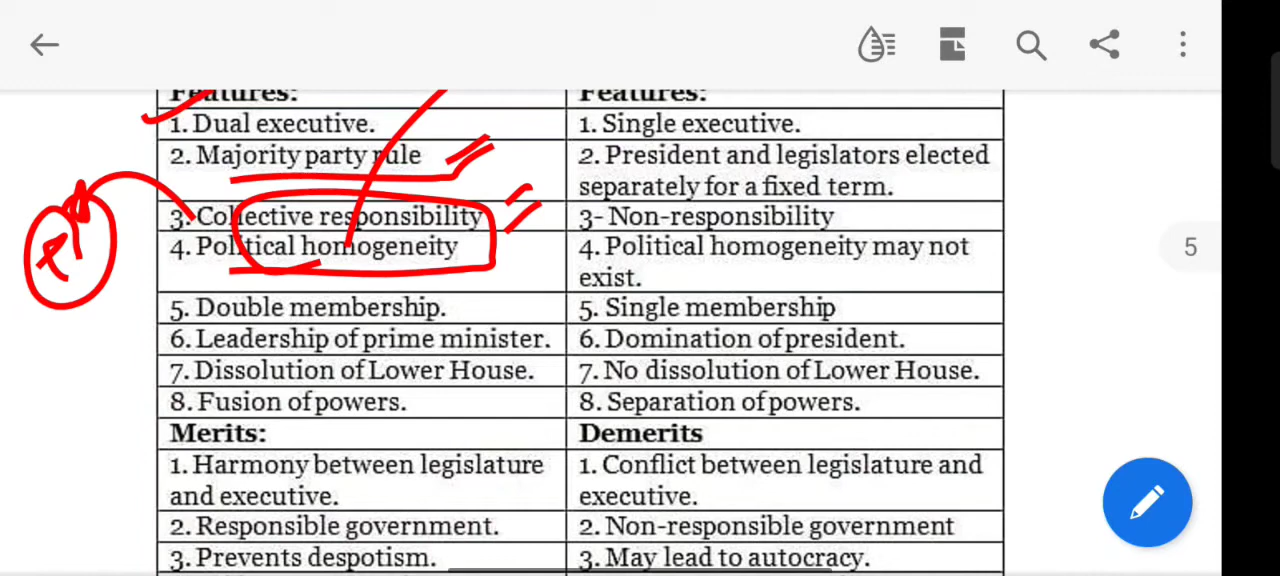 Features:
Features:
1. Dual executive.
1. Single executive.
2. Majority party rule
2. President and legislators elected
separately for a fixed term.
3. Collective responsibility
3- Non-responsibility
4. Political homogeneity
4. Political homogeneity may not
exist.
5. Double membership.
5. Single membership
6. Leadership of prime minister.
6. Domination of president.
7. Dissolution of Lower House.
7. No dissolution of Lower House.
8. Fusion of powers.
8. Separation of powers.
Merits:
Demerits
1. Harmony between legislature
and executive.
1. Conflict between legislature and
executive.
2. Responsible government.
2. Non-responsible government
3. Prevents despotism.
3. May lead to autocracy.
5